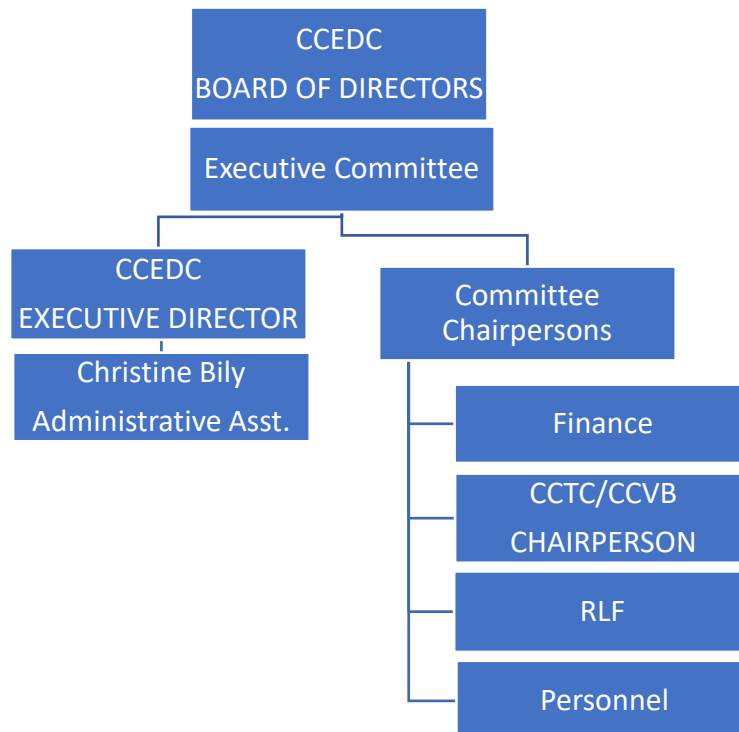 CCEDC
BOARD OF DIRECTORS
Executive Committee
CCEDC
EXECUTIVE DIRECTOR
Christine Bily
Administrative Asst.
Committee
Chairpersons
Finance
CCTC/CCVB
CHAIRPERSON
RLF
Personnel